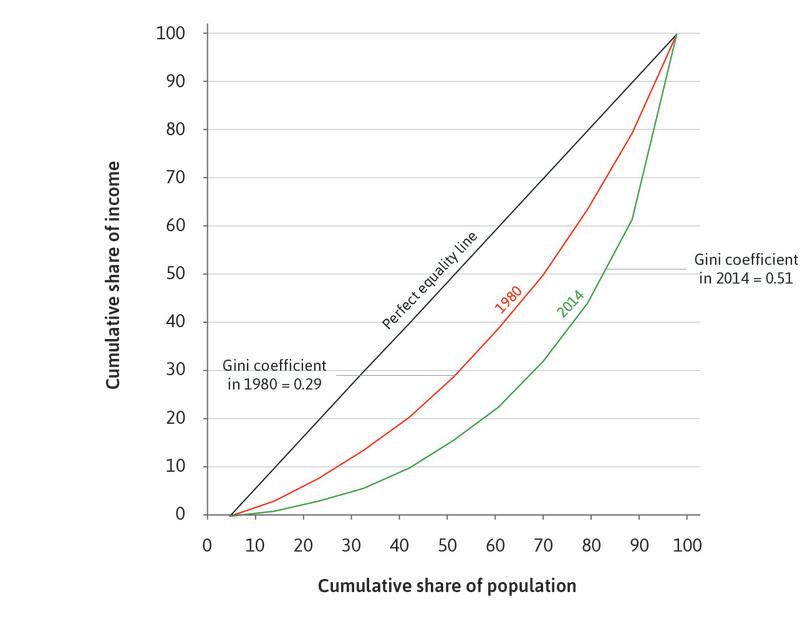 100
90
80
70
60
50
40
30
20
10
0
Cumulative share of income
Perfect equality line
1980
2014
Gini coefficient
in 2014 = 0.51
Gini coefficient
in 1980 = 0.29
0 10 20 30 40 50 60 70 80 90 100
Cumulative share of population